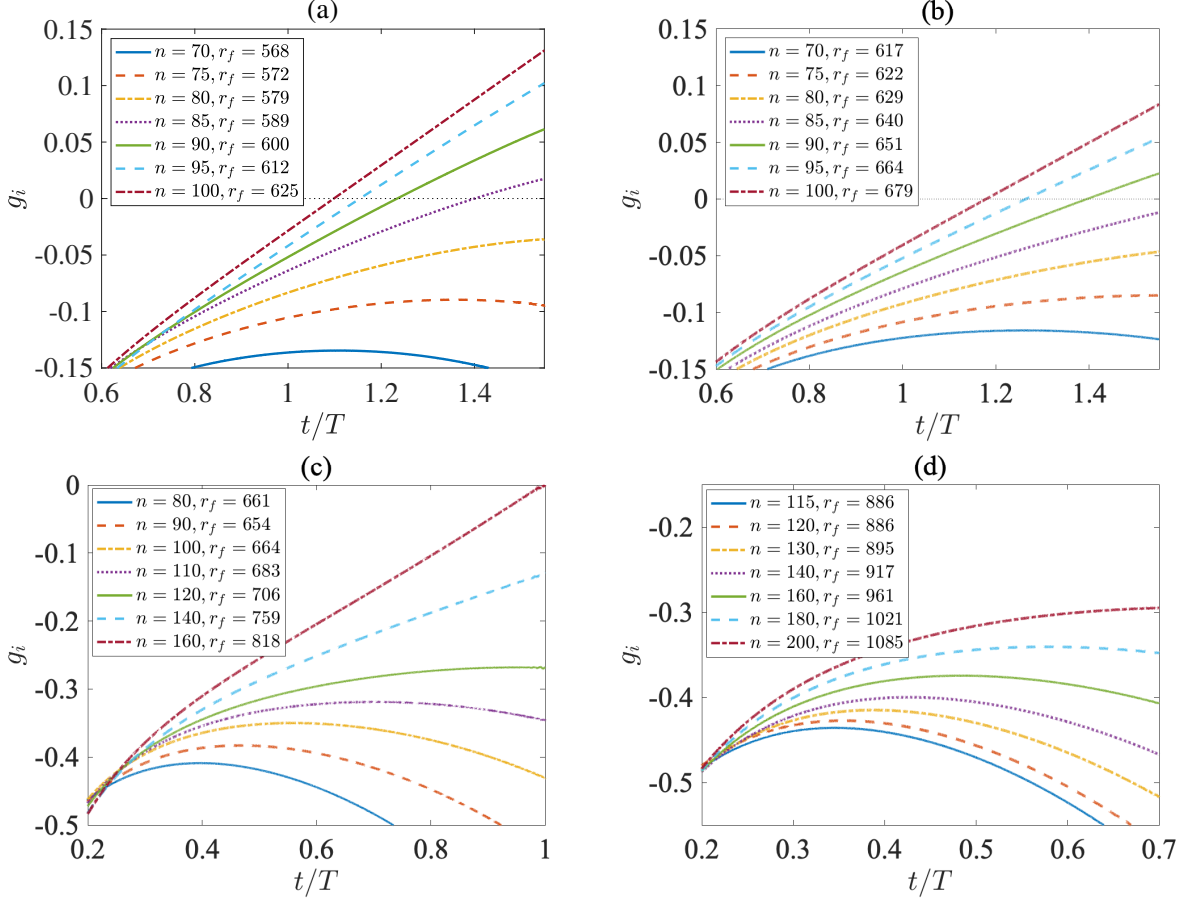 (a)
0.15
0.1
0.05
0
-0.05
-0.1
-0.15
g_i
n = 70, r_f = 568
n = 75, r_f = 572
n = 80, r_f = 579
n = 85, r_f = 589
n = 90, r_f = 600
n = 95, r_f = 612
n = 100, r_f = 625
0.6 0.8 1 1.2 1.4
t/T
(b)
0.15
0.1
0.05
0
-0.05
-0.1
-0.15
g_i
n = 70, r_f = 617
n = 75, r_f = 622
n = 80, r_f = 629
n = 85, r_f = 640
n = 90, r_f = 651
n = 95, r_f = 664
n = 100, r_f = 679
0.6 0.8 1 1.2 1.4
t/T
(c)
0
-0.1
-0.2
-0.3
-0.4
-0.5
g_i
n = 80, r_f = 661
n = 90, r_f = 654
n = 100, r_f = 664
n = 110, r_f = 683
n = 120, r_f = 706
n = 140, r_f = 759
n = 160, r_f = 818
0.2 0.4 0.6 0.8 1
t/T
(d)
-0.2
-0.3
-0.4
-0.5
g_i
n = 115, r_f = 886
n = 120, r_f = 886
n = 130, r_f = 895
n = 140, r_f = 917
n = 160, r_f = 961
n = 180, r_f = 1021
n = 200, r_f = 1085
0.2 0.3 0.4 0.5 0.6 0.7
t/T